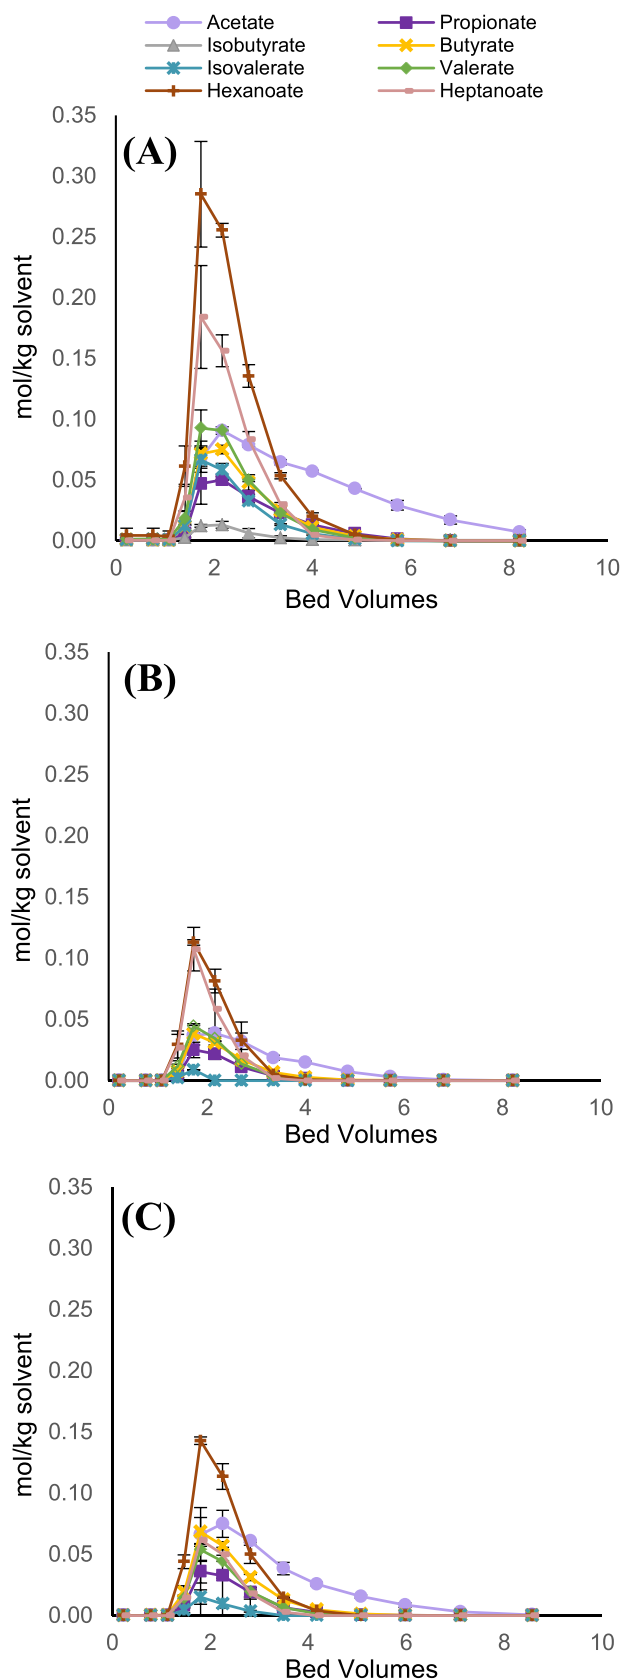 Acetate Propionate
Isobutyrate Butyrate
Isovalerate Valerate
Hexanoate Heptanoate
(A)
0.35
0.30
0.25
0.20
0.15
0.10
0.05
0.00
mol/kg solvent
0 2 4 6 8 10
Bed Volumes
(B)
0.35
0.30
0.25
0.20
0.15
0.10
0.05
0.00
mol/kg solvent
0 2 4 6 8 10
Bed Volumes
(C)
0.35
0.30
0.25
0.20
0.15
0.10
0.05
0.00
mol/kg solvent
0 2 4 6 8 10
Bed Volumes